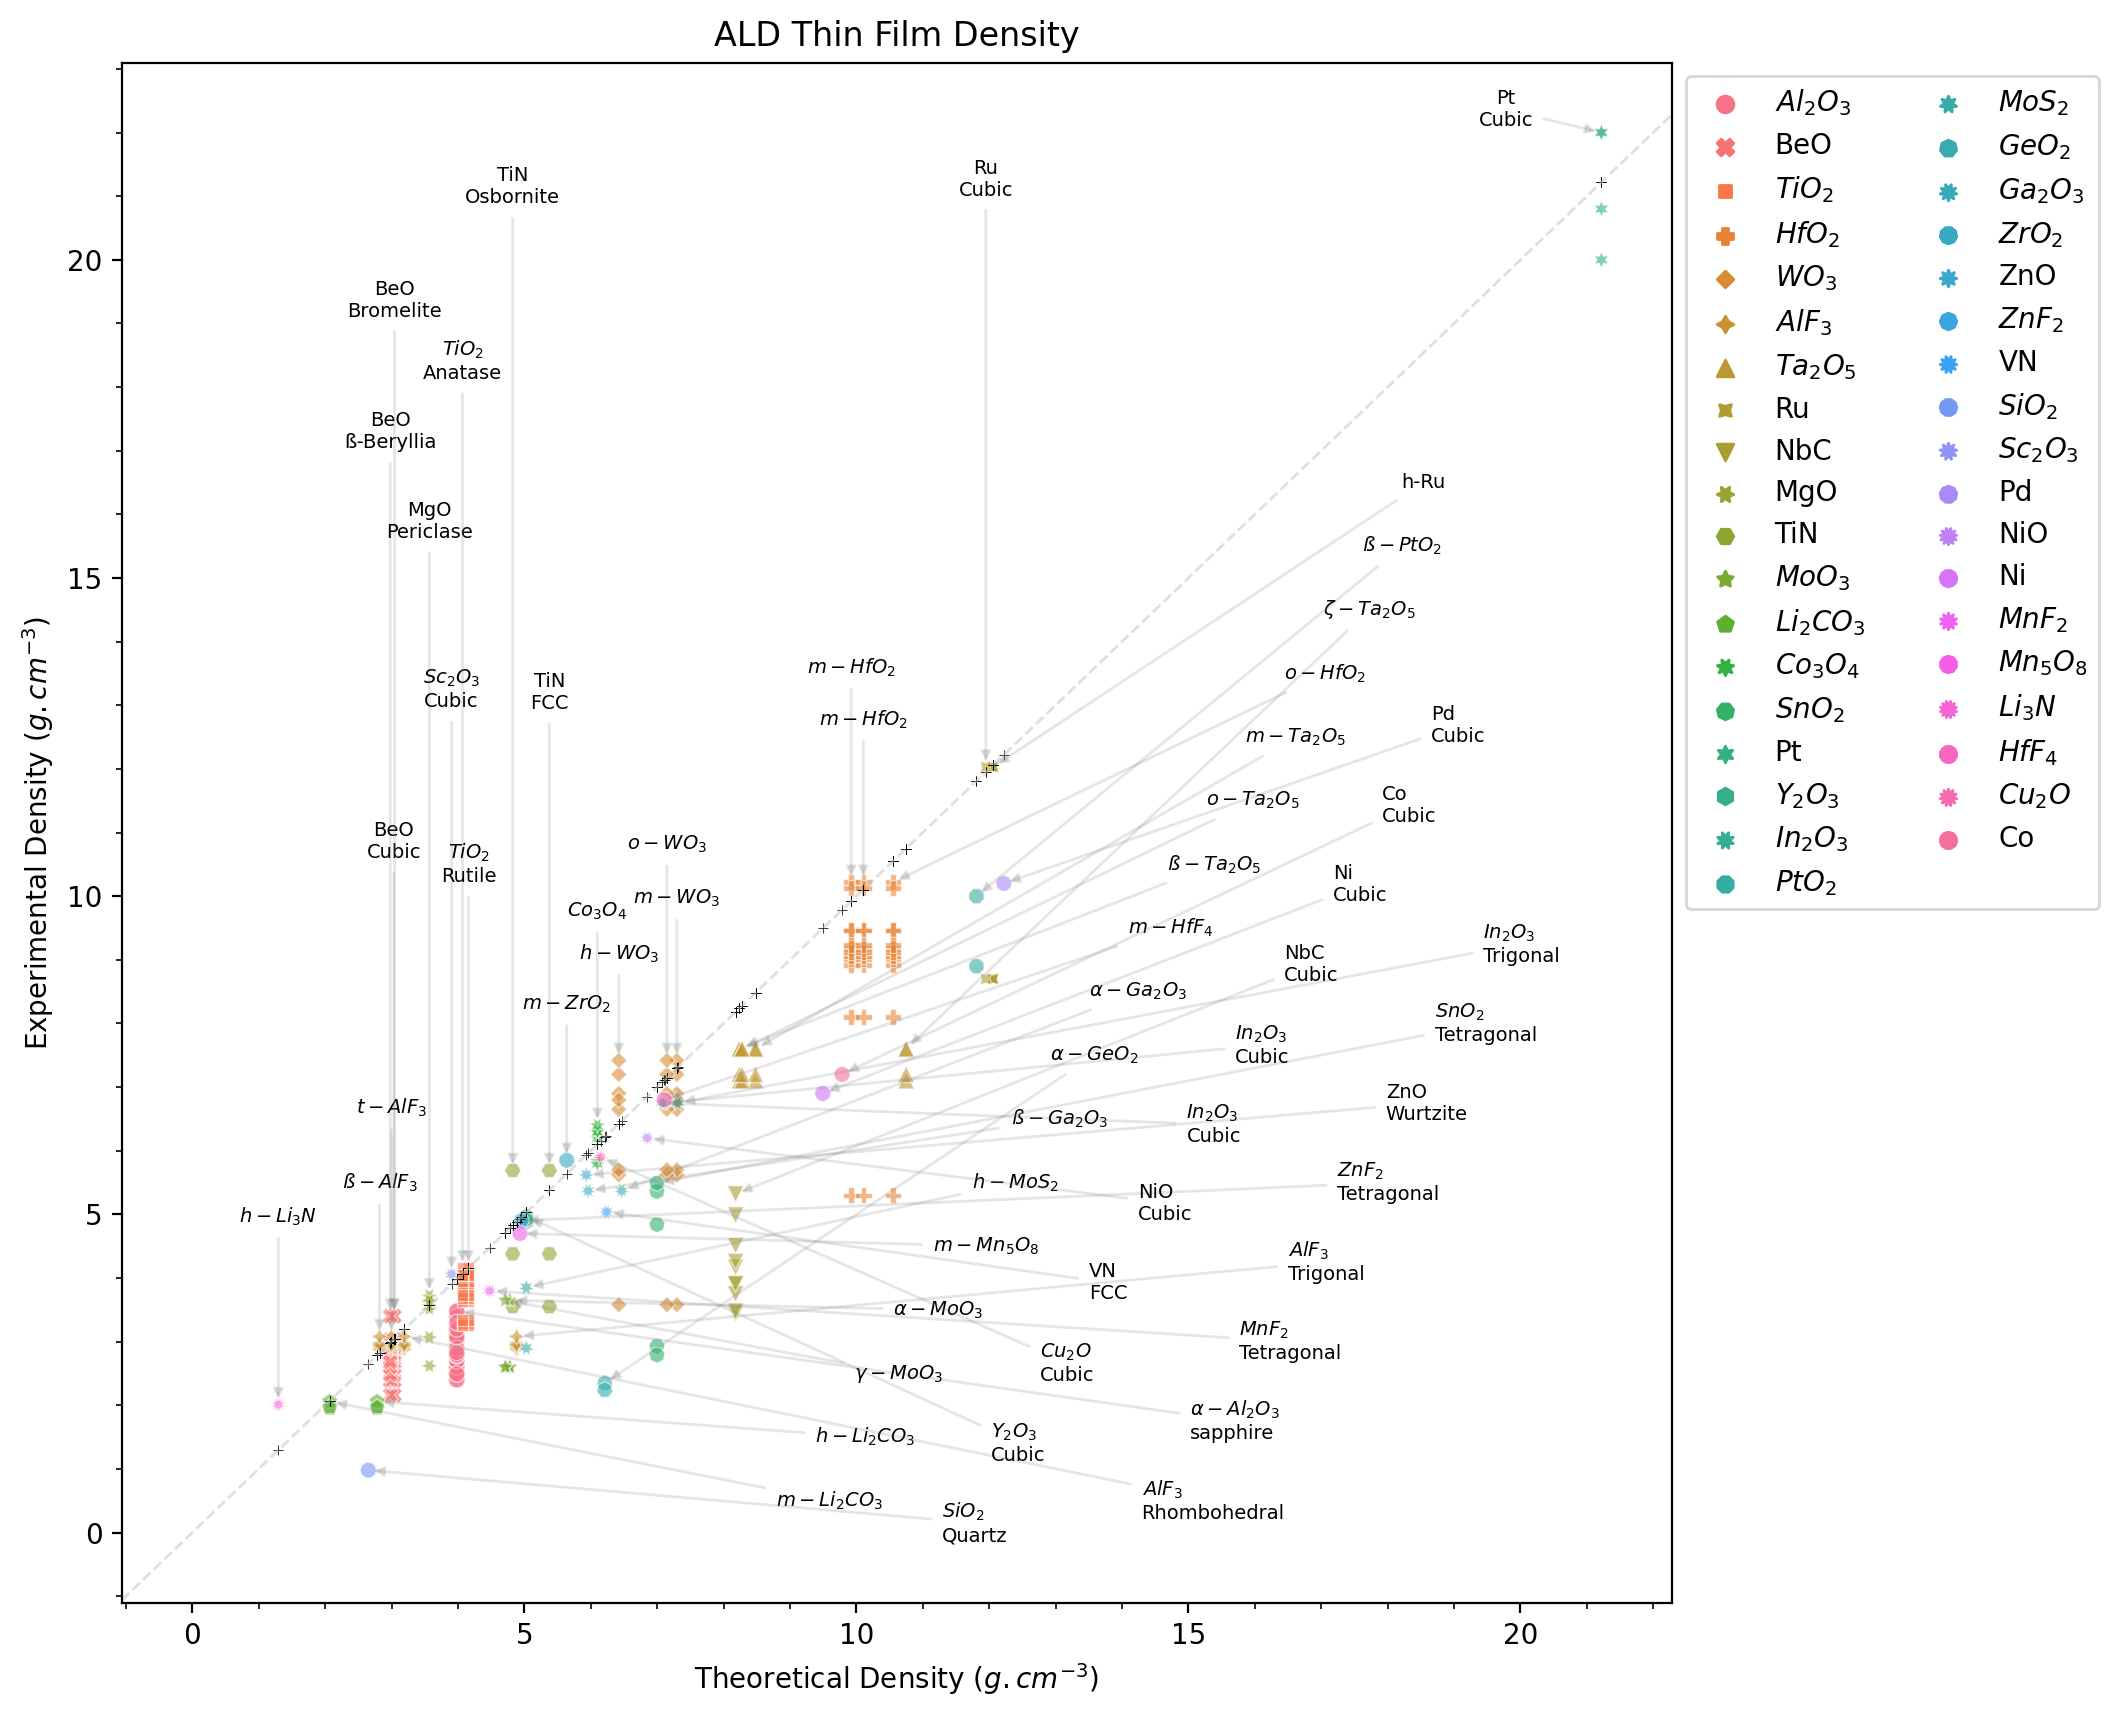 ALD Thin Film Density
Pt
Cubic
TiN
Osbornite
Ru
Cubic
BeO
Bromelite
TiO₂
Anatase
BeO
ß-Beryllia
MgO
Periclase
h-Ru
ß − PtO₂
ζ − Ta₂O₅
Sc₂O₃
Cubic
TiN
FCC
m − HfO₂
m − HfO₂
o − HfO₂
m − Ta₂O₅
Pd
Cubic
o − Ta₂O₅
Co
Cubic
BeO
Cubic
TiO₂
Rutile
o − WO₃
m − WO₃
Co₃O₄
h − WO₃
m − ZrO₂
ß − Ta₂O₅
Ni
Cubic
m − HfF₄
In₂O₃
Trigonal
NbC
Cubic
α − Ga₂O₃
SnO₂
Tetragonal
In₂O₃
Cubic
α − GeO₂
t − AlF₃
ß − AlF₃
h − Li₃N
ZnO
Wurtzite
In₂O₃
Cubic
ß − Ga₂O₃
h − MoS₂
NiO
Cubic
ZnF₂
Tetragonal
m − Mn₅O₈
VN
FCC
AlF₃
Trigonal
α − MoO₃
MnF₂
Tetragonal
Cu₂O
Cubic
γ − MoO₃
α − Al₂O₃
sapphire
Y₂O₃
Cubic
h − Li₂CO₃
m − Li₂CO₃
AlF₃
Rhombohedral
SiO₂
Quartz
20
15
10
5
0
Experimental Density (g.cm⁻³)
0 5 10 15 20
Theoretical Density (g.cm⁻³)
Al₂O₃
BeO
TiO₂
HfO₂
WO₃
AlF₃
Ta₂O₅
Ru
NbC
MgO
TiN
MoO₃
Li₂CO₃
Co₃O₄
SnO₂
Pt
Y₂O₃
In₂O₃
PtO₂
MoS₂
GeO₂
Ga₂O₃
ZrO₂
ZnO
ZnF₂
VN
SiO₂
Sc₂O₃
Pd
NiO
Ni
MnF₂
Mn₅O₈
Li₃N
HfF₄
Cu₂O
Co